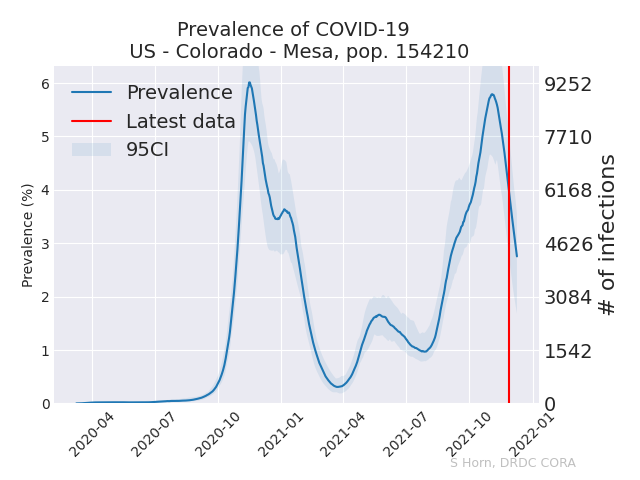 Prevalence of COVID-19
US - Colorado - Mesa, pop. 154210
Prevalence
Latest data
95CI
Prevalence (%)
6
5
4
3
2
1
0
9252
7710
6168
4626
3084
1542
0
# of infections
2020-04
2020-07
2020-10
2021-01
2021-04
2021-07
2021-10
2022-01
S Horn, DRDC CORA